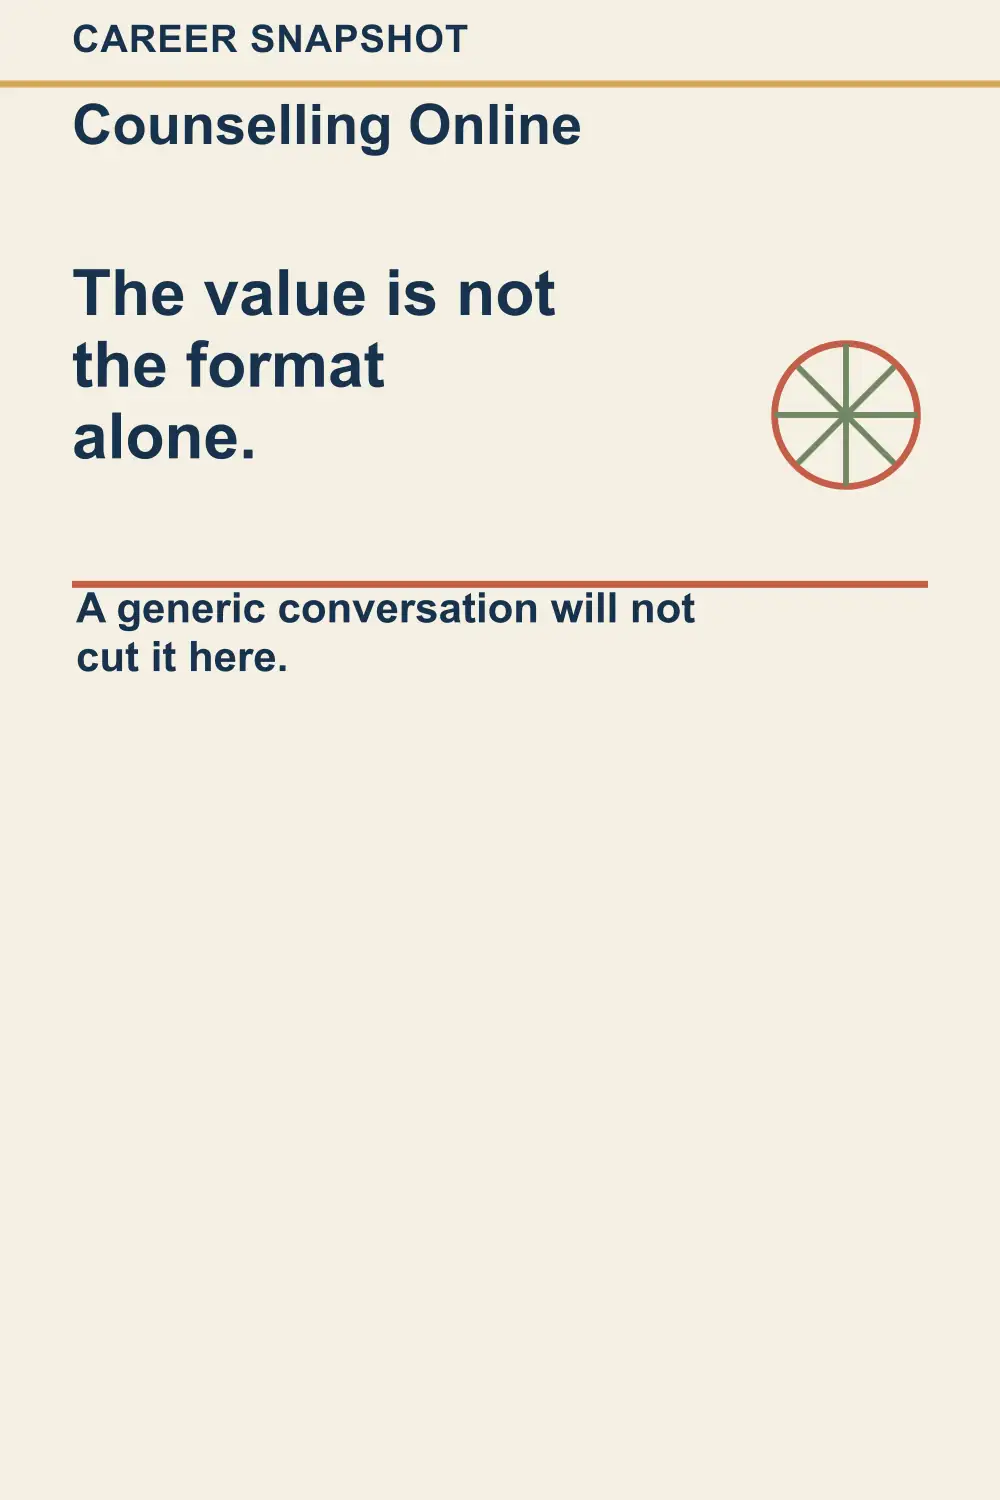 CAREER SNAPSHOT
Counselling Online
The value is not
the format
alone.
A generic conversation will not
cut it here.